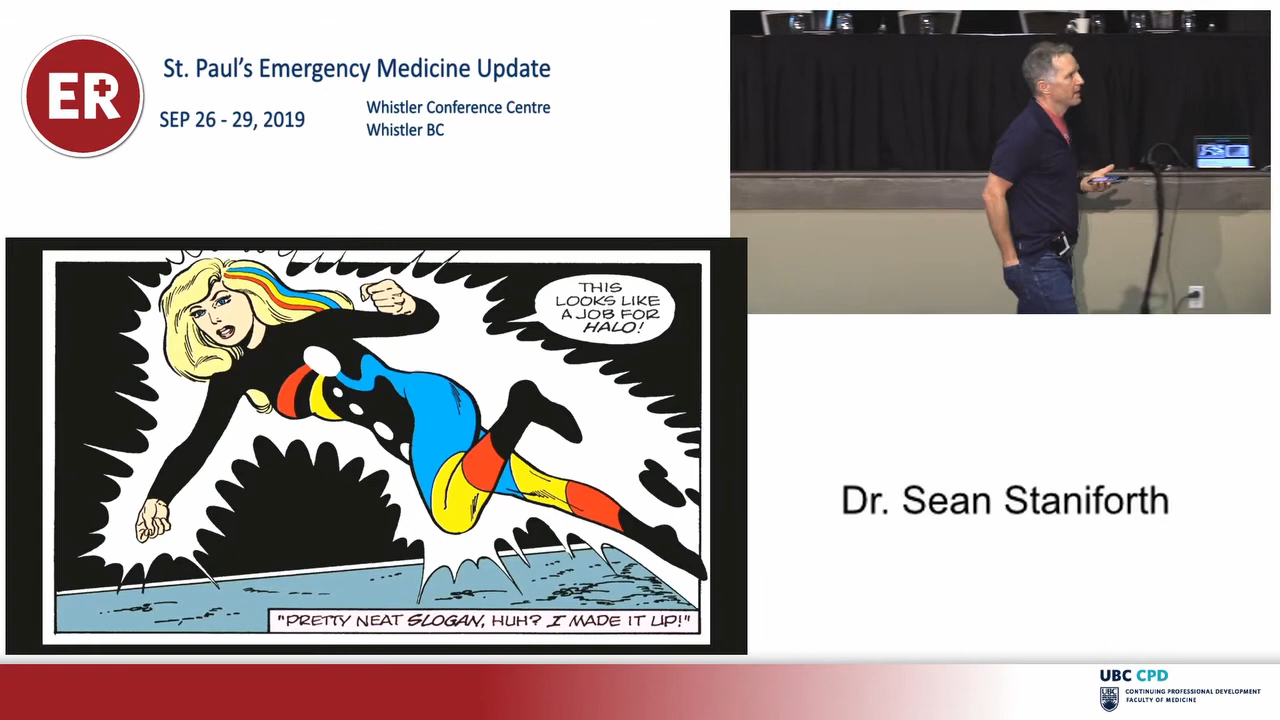 ER
St. Paul's Emergency Medicine Update
SEP 26 - 29, 2019
Whistler Conference Centre
Whistler BC
THIS
LOOKS LIKE
A JOB FOR
HALO!
"PRETTY NEAT SLOGAN, HUH? I MADE IT UP!"
Dr. Sean Staniforth
UBC CPD
UBC
CONTINUING PROFESSIONAL DEVELOPMENT
FACULTY OF MEDICINE